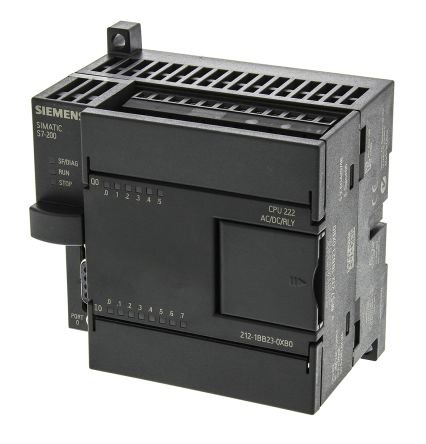 SIEMENS
SIMATIC
S7-200
SF/DIAG
RUN
STOP
Q0
.0 .1 .2 .3 .4 .5
CPU 222
AC/DC/RLY
I0
.0 .1 .2 .3 .4 .5 .6 .7
212-1BB23-0XB0
PORT
0